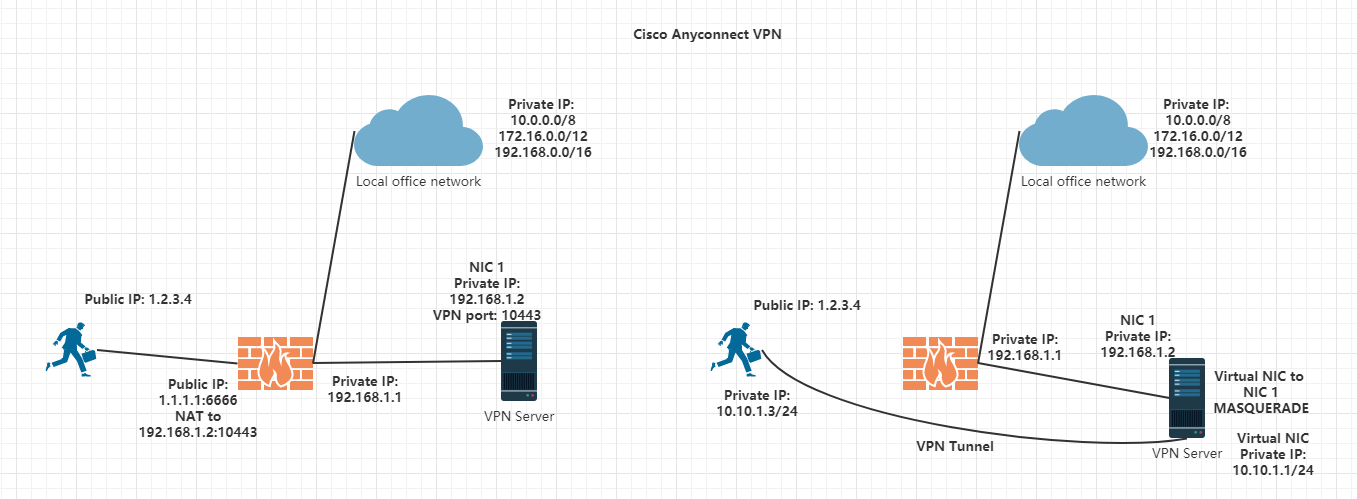 Cisco Anyconnect VPN
Private IP:
10.0.0.0/8
172.16.0.0/12
192.168.0.0/16
Local office network
NIC 1
Private IP:
192.168.1.2
VPN port: 10443
Public IP: 1.2.3.4
Public IP:
1.1.1.1:6666
NAT to
192.168.1.2:10443
Private IP:
192.168.1.1
VPN Server
Private IP:
10.0.0.0/8
172.16.0.0/12
192.168.0.0/16
Local office network
Public IP: 1.2.3.4
Private IP:
192.168.1.1
NIC 1
Private IP:
192.168.1.2
Private IP:
10.10.1.3/24
Virtual NIC to
NIC 1
MASQUERADE
VPN Tunnel
VPN Server
Virtual NIC
Private IP:
10.10.1.1/24